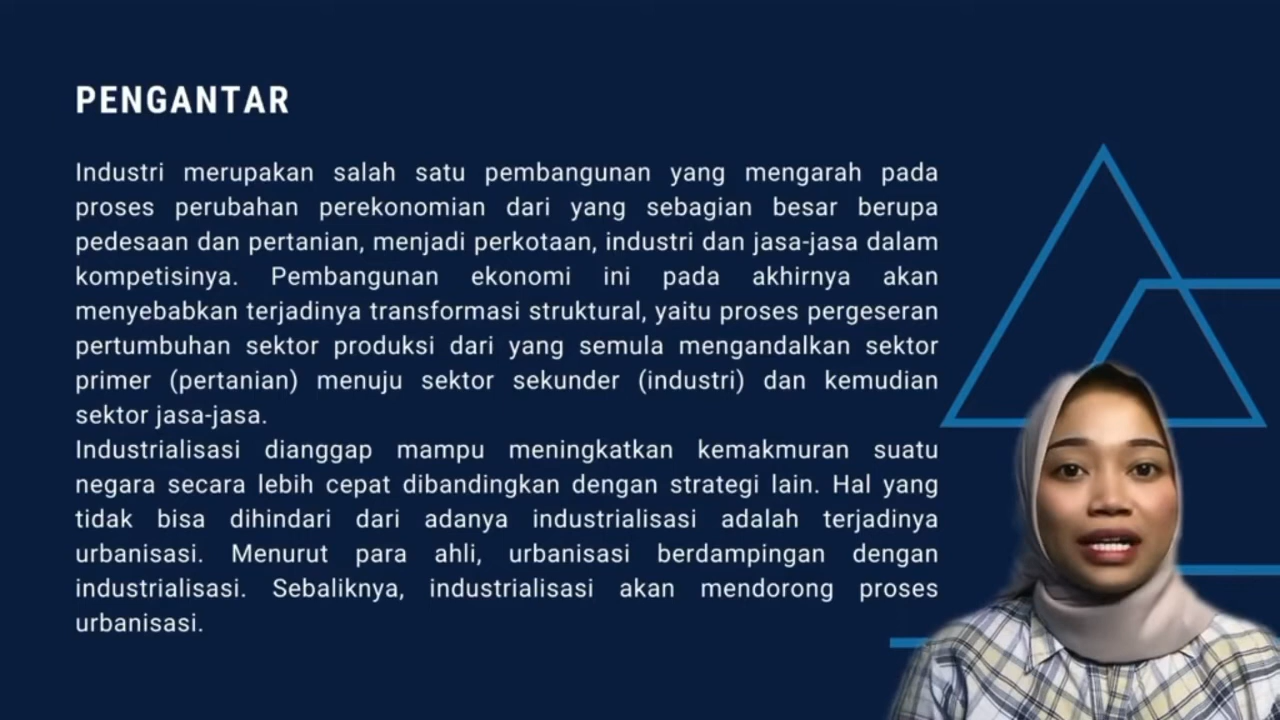 PENGANTAR
Industri merupakan salah satu pembangunan yang mengarah pada
proses perubahan perekonomian dari yang sebagian besar berupa
pedesaan dan pertanian, menjadi perkotaan, industri dan jasa-jasa dalam
kompetisinya. Pembangunan ekonomi ini pada akhirnya akan
menyebabkan terjadinya transformasi struktural, yaitu proses pergeseran
pertumbuhan sektor produksi dari yang semula mengandalkan sektor
primer (pertanian) menuju sektor sekunder (industri) dan kemudian
sektor jasa-jasa.
Industrialisasi dianggap mampu meningkatkan kemakmuran suatu
negara secara lebih cepat dibandingkan dengan strategi lain. Hal yang
tidak bisa dihindari dari adanya industrialisasi adalah terjadinya
urbanisasi. Menurut para ahli, urbanisasi berdampingan dengan
industrialisasi. Sebaliknya, industrialisasi akan mendorong proses
urbanisasi.